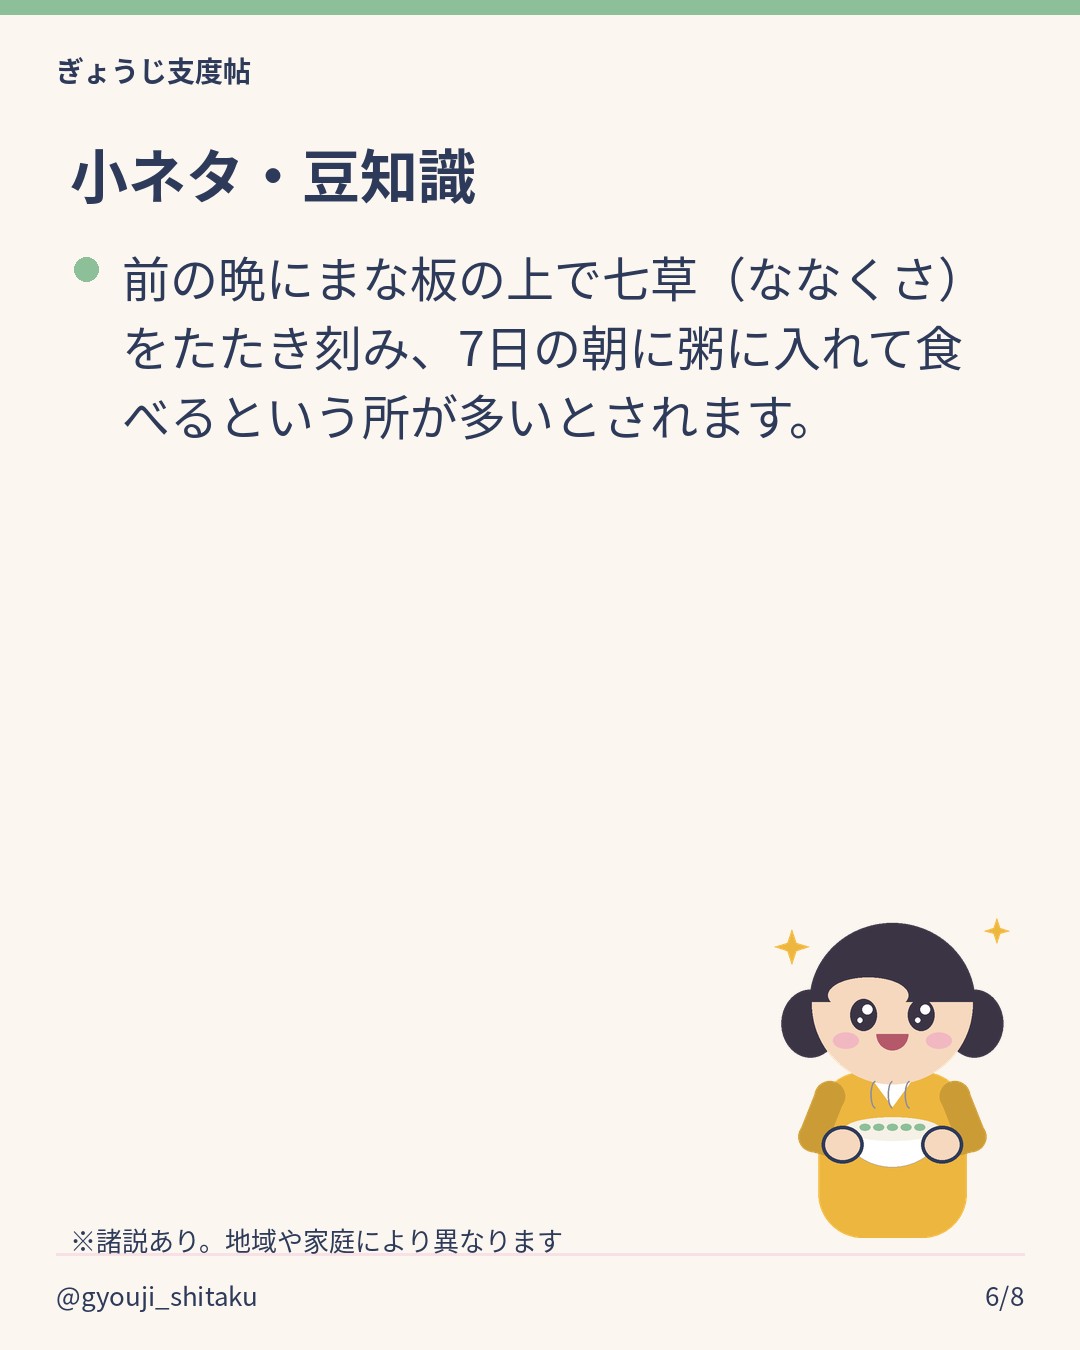 ぎょうじ支度帖
小ネタ・豆知識
前の晩にまな板の上で七草（ななくさ）
をたたき刻み、7日の朝に粥に入れて食
べるという所が多いとされます。
※諸説あり。地域や家庭により異なります
@gyouji_shitaku
6/8